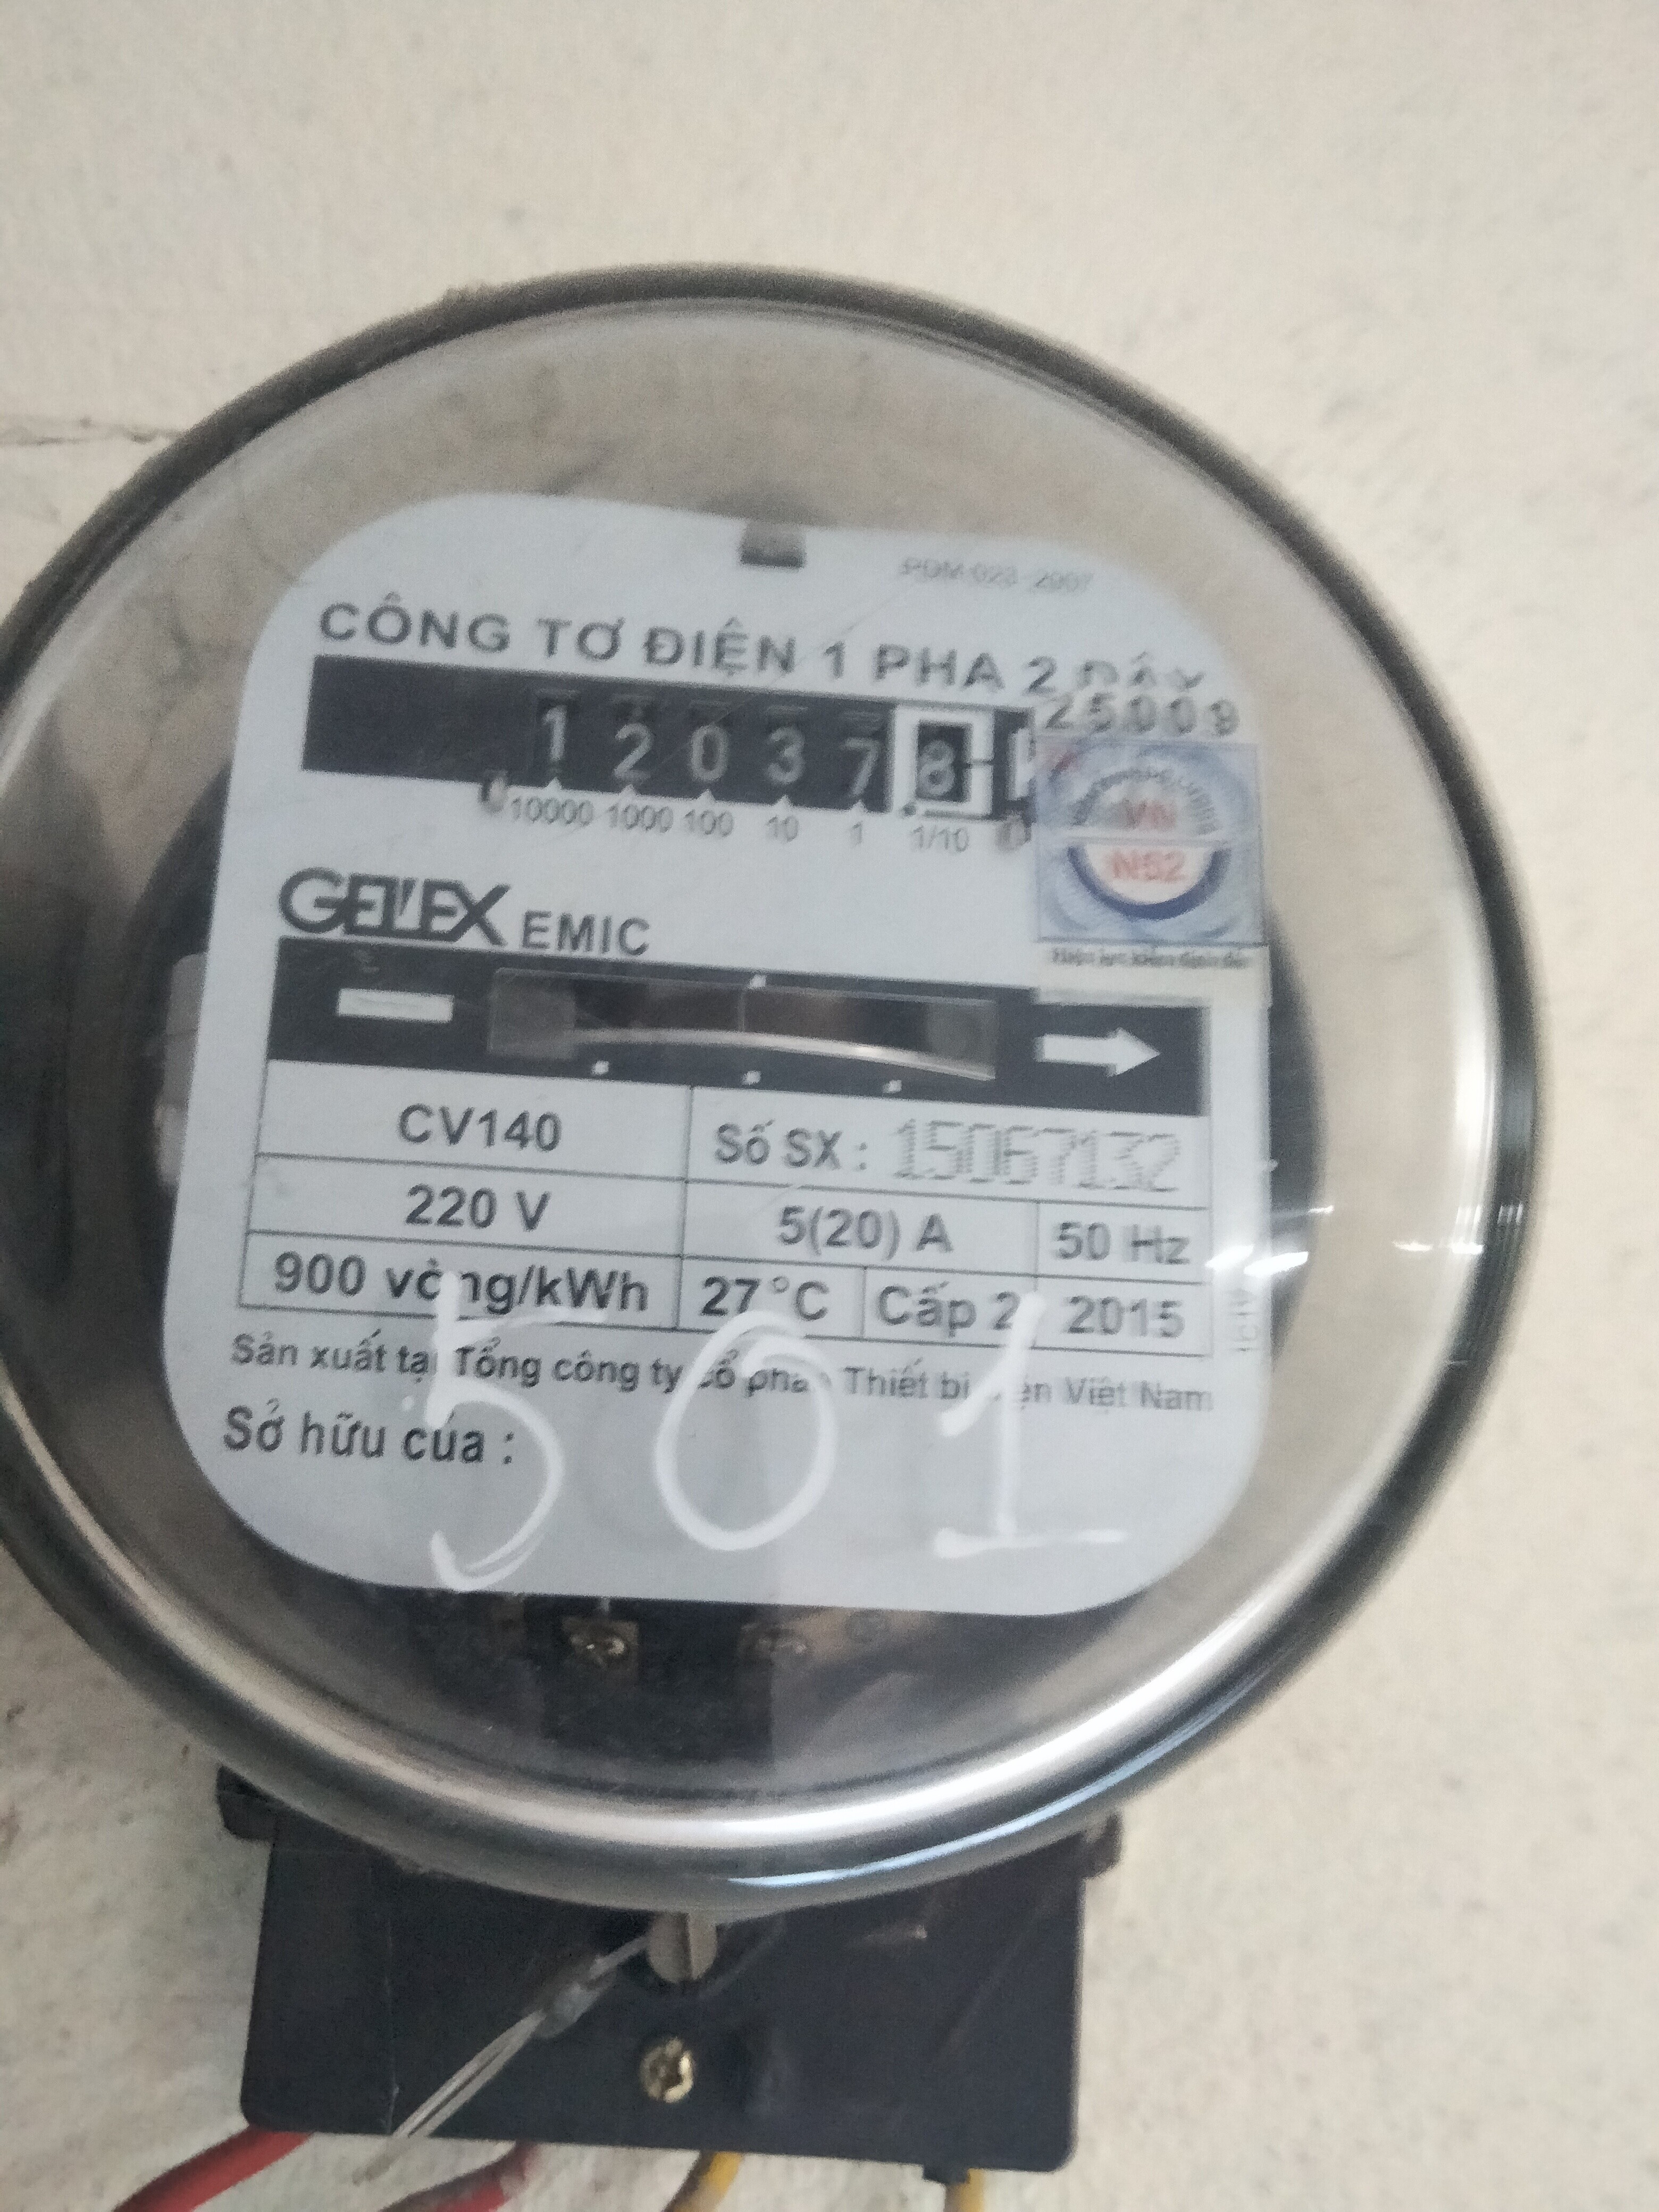 PDM 023-2007
CÔNG TƠ ĐIỆN 1 PHA 2 DÂY
25009
1 2 0 3 7 8
10000 1000 100 10 1 1/10
VN
N52
GELEX EMIC
CV140 Số SX : 15067132
220 V 5(20) A 50 Hz
900 vòng/kWh 27°C Cấp 2 2015
Sản xuất tại Tổng công ty cổ phần Thiết bị điện Việt Nam
Sở hữu của :
501